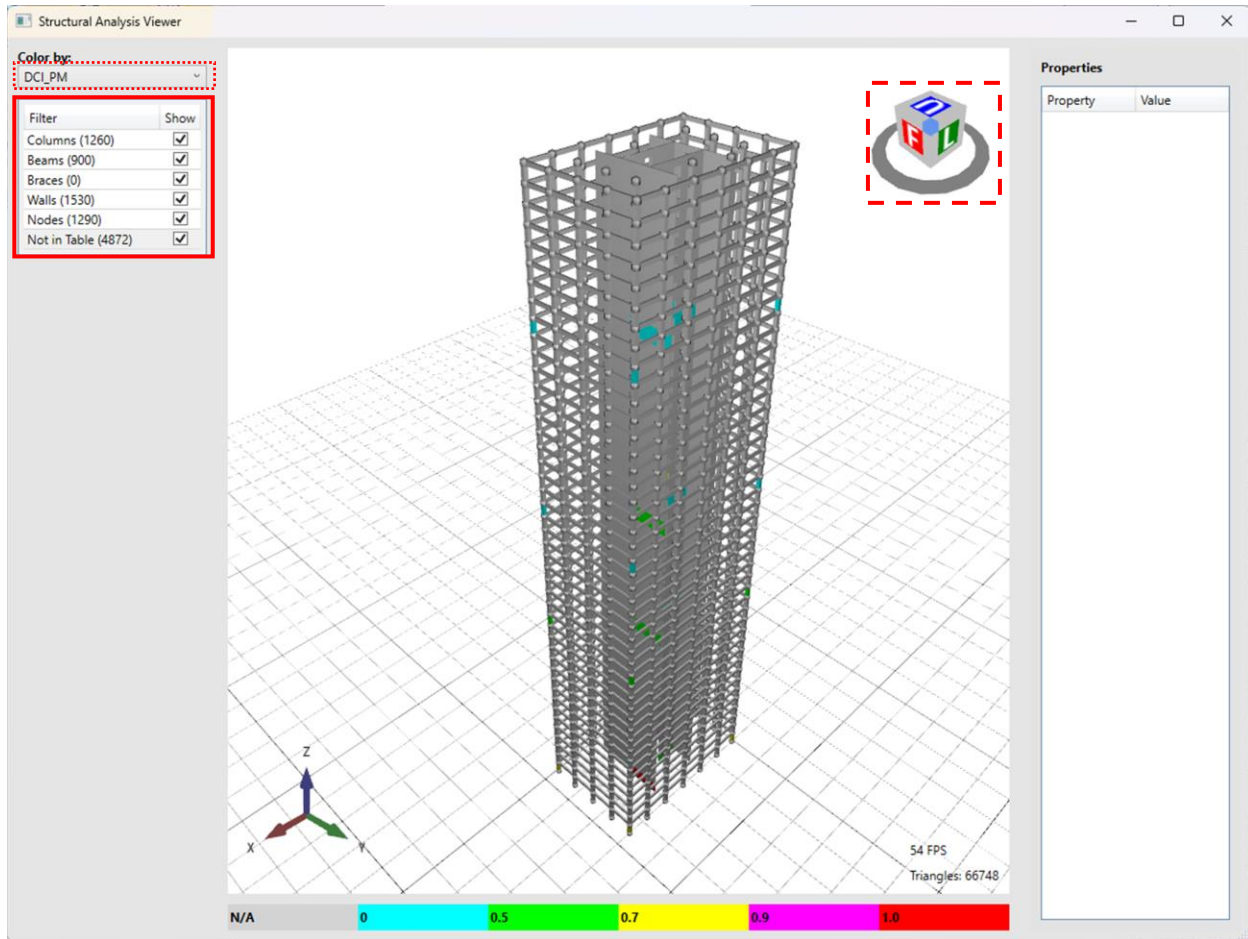 Structural Analysis Viewer
Color by:
DCI_PM
Filter Show
Columns (1260)
Beams (900)
Braces (0)
Walls (1530)
Nodes (1290)
Not in Table (4872)
U
F L
Properties
Property Value
Z
X Y
54 FPS
Triangles: 66748
N/A 0 0.5 0.7 0.9 1.0